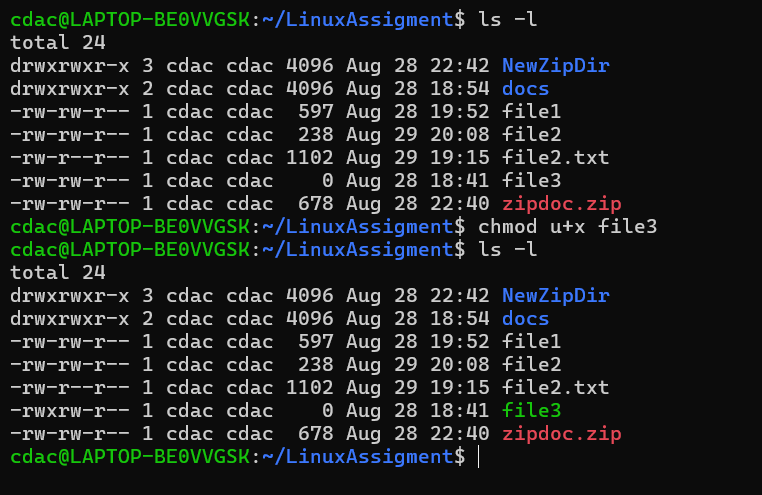 cdac@LAPTOP-BE0VVGSK:~/LinuxAssigment$ ls -l
total 24
drwxrwxr-x 3 cdac cdac 4096 Aug 28 22:42 NewZipDir
drwxrwxr-x 2 cdac cdac 4096 Aug 28 18:54 docs
-rw-rw-r-- 1 cdac cdac  597 Aug 28 19:52 file1
-rw-rw-r-- 1 cdac cdac  238 Aug 29 20:08 file2
-rw-r--r-- 1 cdac cdac 1102 Aug 29 19:15 file2.txt
-rw-rw-r-- 1 cdac cdac    0 Aug 28 18:41 file3
-rw-rw-r-- 1 cdac cdac  678 Aug 28 22:40 zipdoc.zip
cdac@LAPTOP-BE0VVGSK:~/LinuxAssigment$ chmod u+x file3
cdac@LAPTOP-BE0VVGSK:~/LinuxAssigment$ ls -l
total 24
drwxrwxr-x 3 cdac cdac 4096 Aug 28 22:42 NewZipDir
drwxrwxr-x 2 cdac cdac 4096 Aug 28 18:54 docs
-rw-rw-r-- 1 cdac cdac  597 Aug 28 19:52 file1
-rw-rw-r-- 1 cdac cdac  238 Aug 29 20:08 file2
-rw-r--r-- 1 cdac cdac 1102 Aug 29 19:15 file2.txt
-rwxrw-r-- 1 cdac cdac    0 Aug 28 18:41 file3
-rw-rw-r-- 1 cdac cdac  678 Aug 28 22:40 zipdoc.zip
cdac@LAPTOP-BE0VVGSK:~/LinuxAssigment$